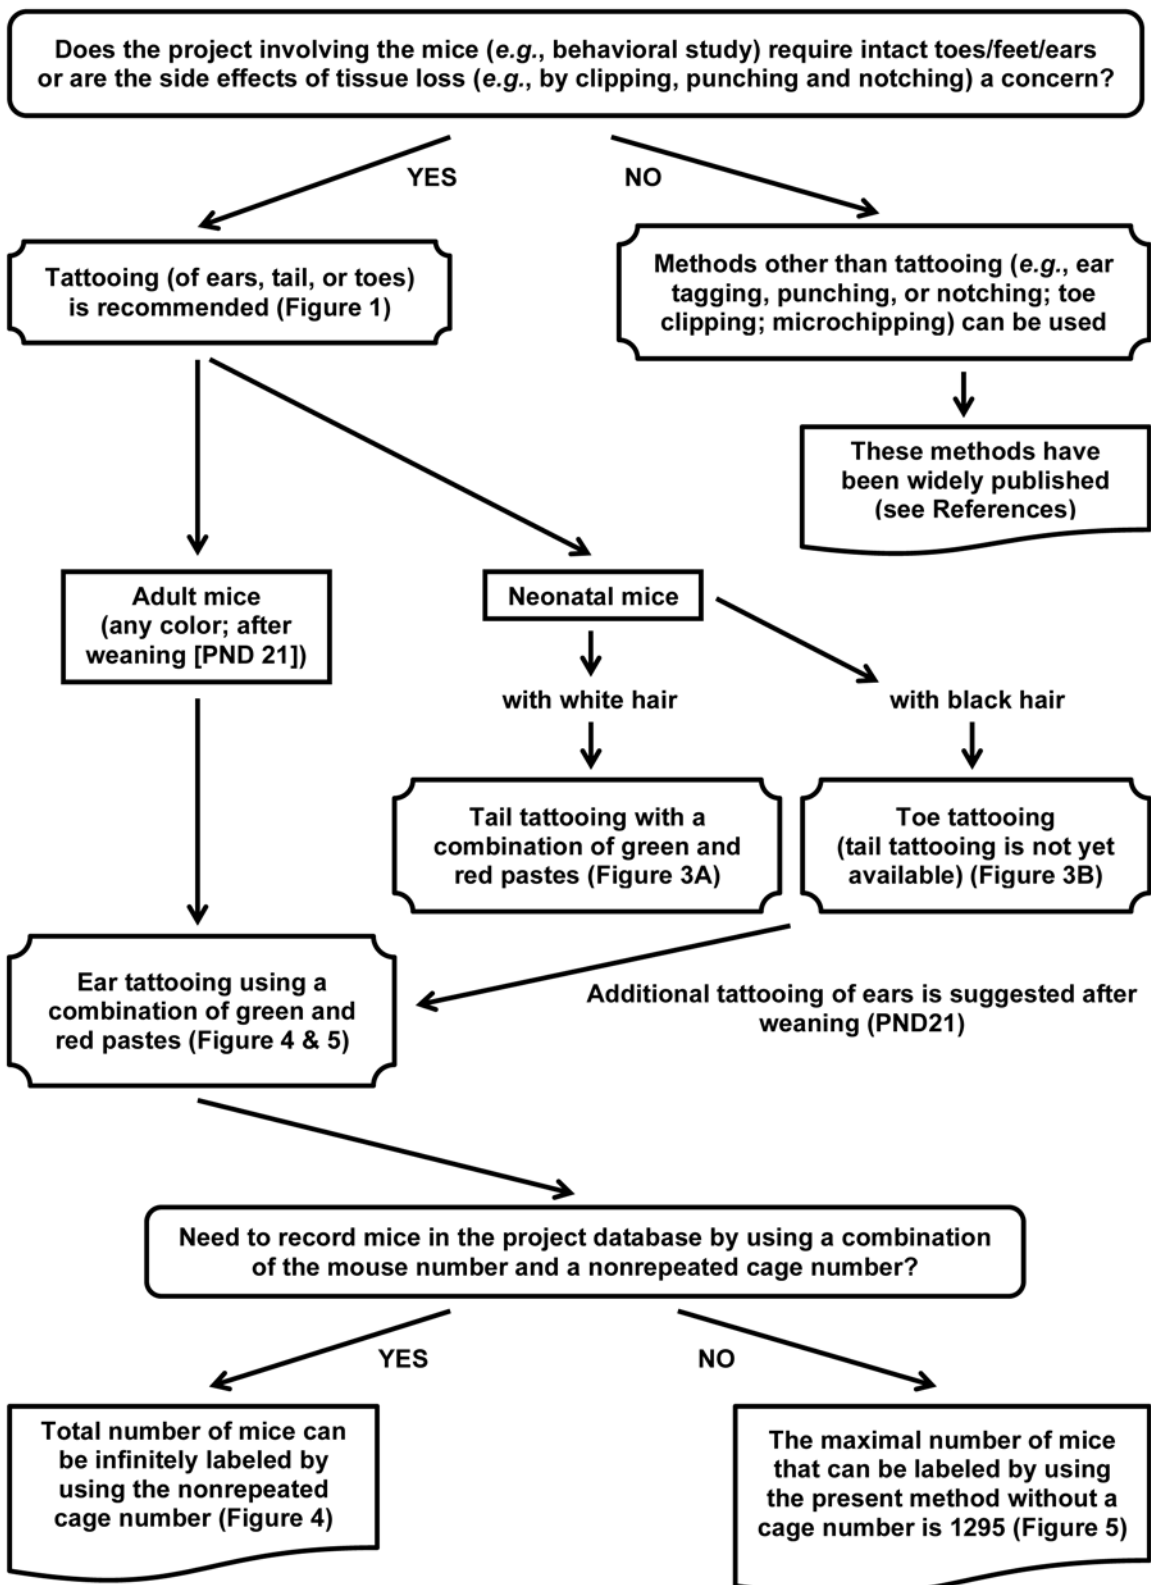 Does the project involving the mice (e.g., behavioral study) require intact toes/feet/ears
or are the side effects of tissue loss (e.g., by clipping, punching and notching) a concern?
YES
NO
Tattooing (of ears, tail, or toes)
is recommended (Figure 1)
Methods other than tattooing (e.g., ear
tagging, punching, or notching; toe
clipping; microchipping) can be used
These methods have
been widely published
(see References)
Adult mice
(any color; after
weaning [PND 21])
Neonatal mice
with white hair
with black hair
Tail tattooing with a
combination of green and
red pastes (Figure 3A)
Toe tattooing
(tail tattooing is not yet
available) (Figure 3B)
Ear tattooing using a
combination of green and
red pastes (Figure 4 & 5)
Additional tattooing of ears is suggested after
weaning (PND21)
Need to record mice in the project database by using a combination
of the mouse number and a nonrepeated cage number?
YES
NO
Total number of mice can
be infinitely labeled by
using the nonrepeated
cage number (Figure 4)
The maximal number of mice
that can be labeled by using
the present method without a
cage number is 1295 (Figure 5)